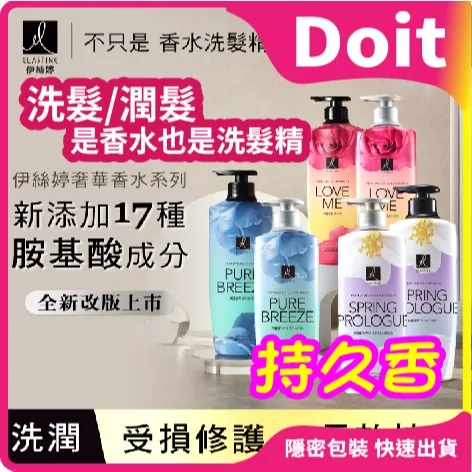 ELASTINE
伊絲婷
不只是 香水洗髮精
Doit
洗髮/潤髮
是香水也是洗髮精
伊絲婷奢華香水系列
新添加17種
胺基酸成分
全新改版上市
LOVE
ME
LOVE
ME
PURE
BREEZE
PURE
BREEZE
SPRING
PROLOGUE
PRING
OLOGUE
持久香
洗潤
受損修護
隱密包裝 快速出貨